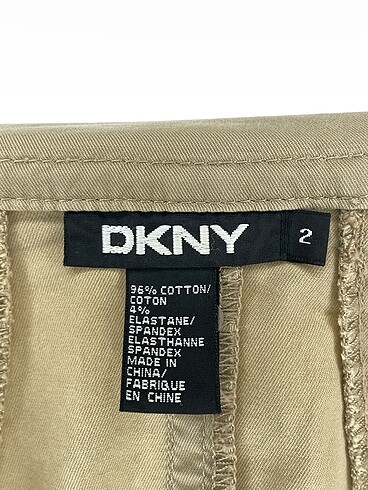 DKNY 2
96% COTTON/
COTON
4%
ELASTANE/
SPANDEX
ELASTHANNE
SPANDEX
MADE IN
CHINA/
FABRIQUE
EN CHINE